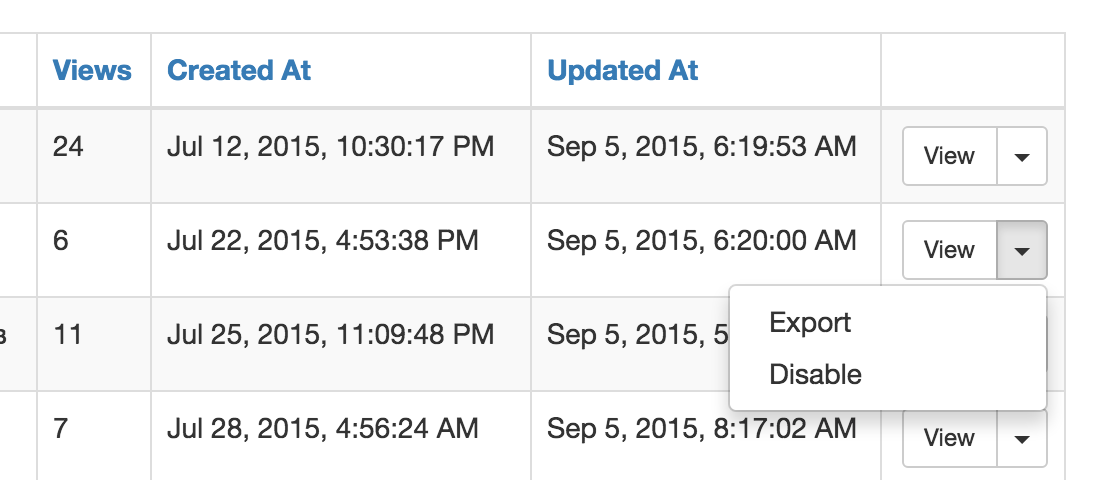 Views Created At Updated At
24 Jul 12, 2015, 10:30:17 PM Sep 5, 2015, 6:19:53 AM View
6 Jul 22, 2015, 4:53:38 PM Sep 5, 2015, 6:20:00 AM View
Export
11 Jul 25, 2015, 11:09:48 PM Sep 5, 2015, 5
Disable
7 Jul 28, 2015, 4:56:24 AM Sep 5, 2015, 8:17:02 AM View